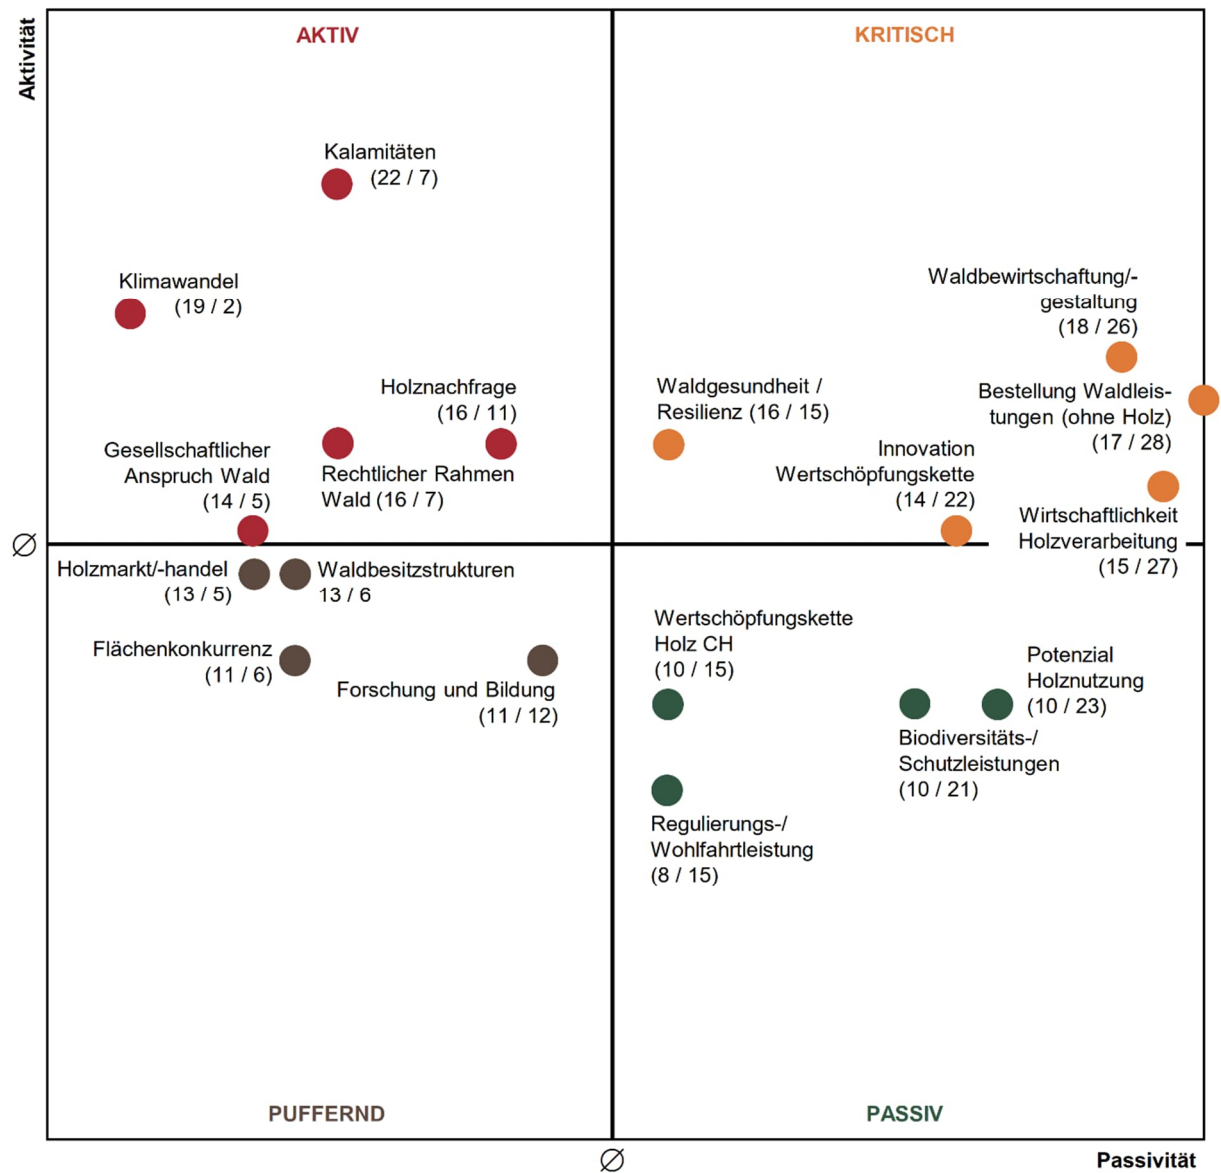 Aktivität
AKTIV
KRITISCH
Kalamitäten
(22 / 7)
Klimawandel
(19 / 2)
Holznachfrage
(16 / 11)
Gesellschaftlicher
Anspruch Wald
(14 / 5)
Rechtlicher Rahmen
Wald (16 / 7)
Waldbewirtschaftung/-
gestaltung
(18 / 26)
Waldgesundheit /
Resilienz (16 / 15)
Bestellung Waldleis-
tungen (ohne Holz)
(17 / 28)
Innovation
Wertschöpfungskette
(14 / 22)
Wirtschaftlichkeit
Holzverarbeitung
(15 / 27)
∅
Holzmarkt/-handel
(13 / 5)
Waldbesitzstrukturen
13 / 6
Flächenkonkurrenz
(11 / 6)
Forschung und Bildung
(11 / 12)
Wertschöpfungskette
Holz CH
(10 / 15)
Potenzial
Holznutzung
(10 / 23)
Biodiversitäts-/
Schutzleistungen
(10 / 21)
Regulierungs-/
Wohlfahrtleistung
(8 / 15)
PUFFERND
PASSIV
∅
Passivität